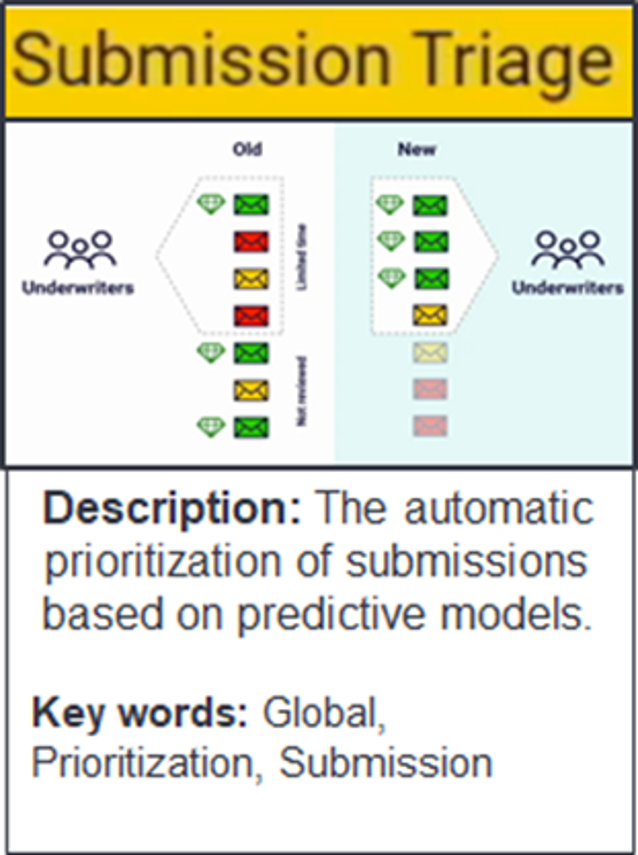 Submission Triage
Old
New
Underwriters
Limited time
Not reviewed
Underwriters
Description: The automatic
prioritization of submissions
based on predictive models.
Key words: Global,
Prioritization, Submission